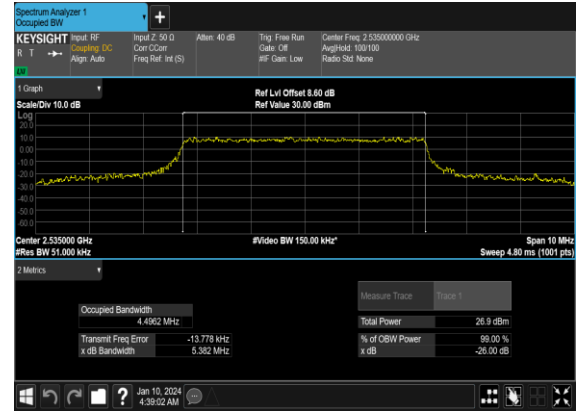 Spectrum Analyzer 1
Occupied BW
+
KEYSIGHT Input: RF Input Z: 50 Ω Atten: 40 dB Trig: Free Run Center Freq: 2.535000000 GHz
R T Coupling: DC Corr CCorr Gate: Off Avg|Hold: 100/100
Align: Auto Freq Ref: Int (S) #IF Gain: Low Radio Std: None
LU
1 Graph
Ref Lvl Offset 8.60 dB
Scale/Div 10.0 dB Ref Value 30.00 dBm
Log
20.0
10.0
0.00
-10.0
-20.0
-30.0
-40.0
-50.0
-60.0
Center 2.535000 GHz #Video BW 150.00 kHz* Span 10 MHz
#Res BW 51.000 kHz Sweep 4.80 ms (1001 pts)
2 Metrics
Measure Trace Trace 1
Occupied Bandwidth
4.4962 MHz
Total Power 26.9 dBm
Transmit Freq Error -13.778 kHz % of OBW Power 99.00 %
x dB Bandwidth 5.382 MHz x dB -26.00 dB
?
Jan 10, 2024
4:39:02 AM